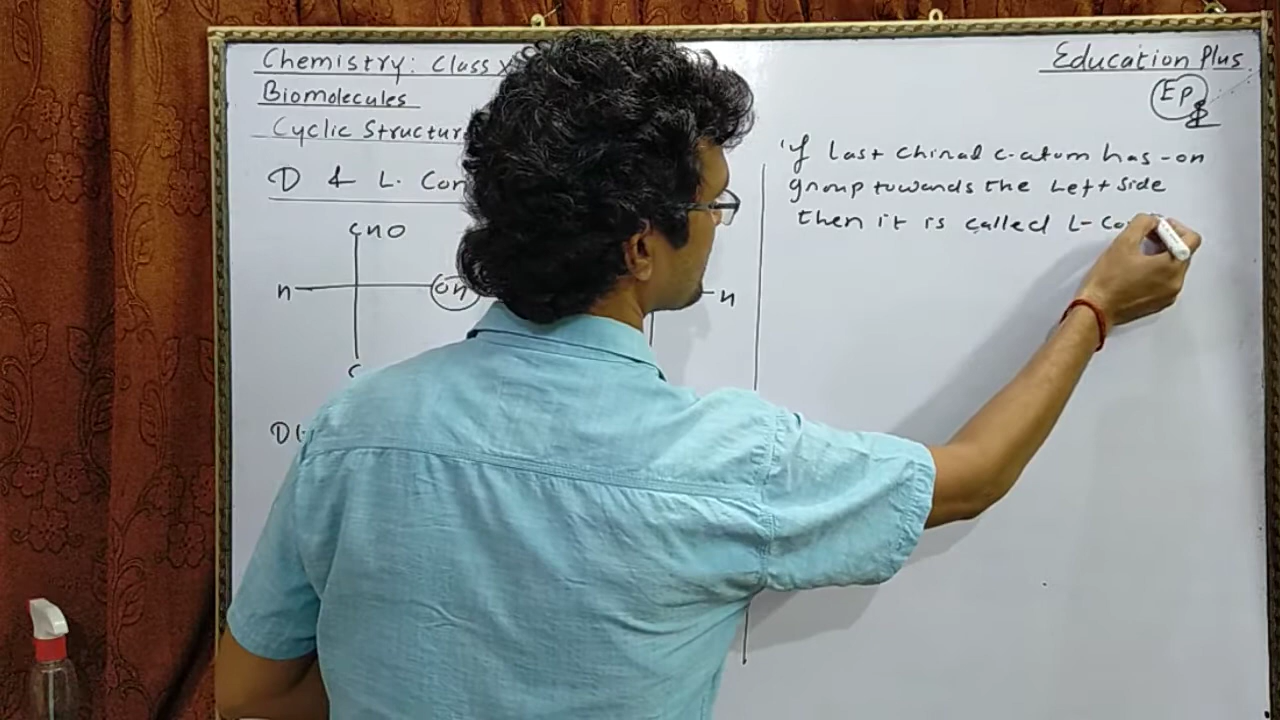 Chemistry: Class X
Biomolecules
Cyclic Structur
D & L. Con
CHO
H
OH
C
D(
H
Education Plus
EP
If Last Chiral C-atom has -OH
group towards the Left side
then it is called L-Co